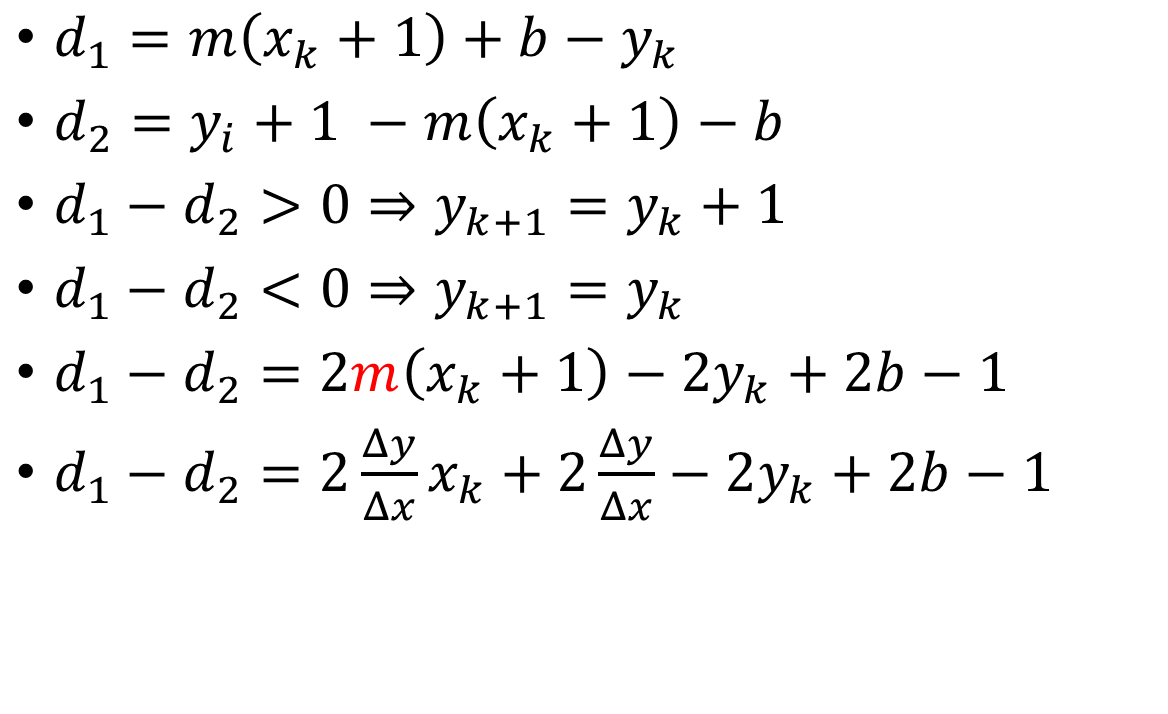 • d₁ = m(xₖ + 1) + b − yₖ
• d₂ = yᵢ + 1 − m(xₖ + 1) − b
• d₁ − d₂ > 0 ⇒ yₖ₊₁ = yₖ + 1
• d₁ − d₂ < 0 ⇒ yₖ₊₁ = yₖ
• d₁ − d₂ = 2m(xₖ + 1) − 2yₖ + 2b − 1
• d₁ − d₂ = 2 Δy/Δx xₖ + 2 Δy/Δx − 2yₖ + 2b − 1